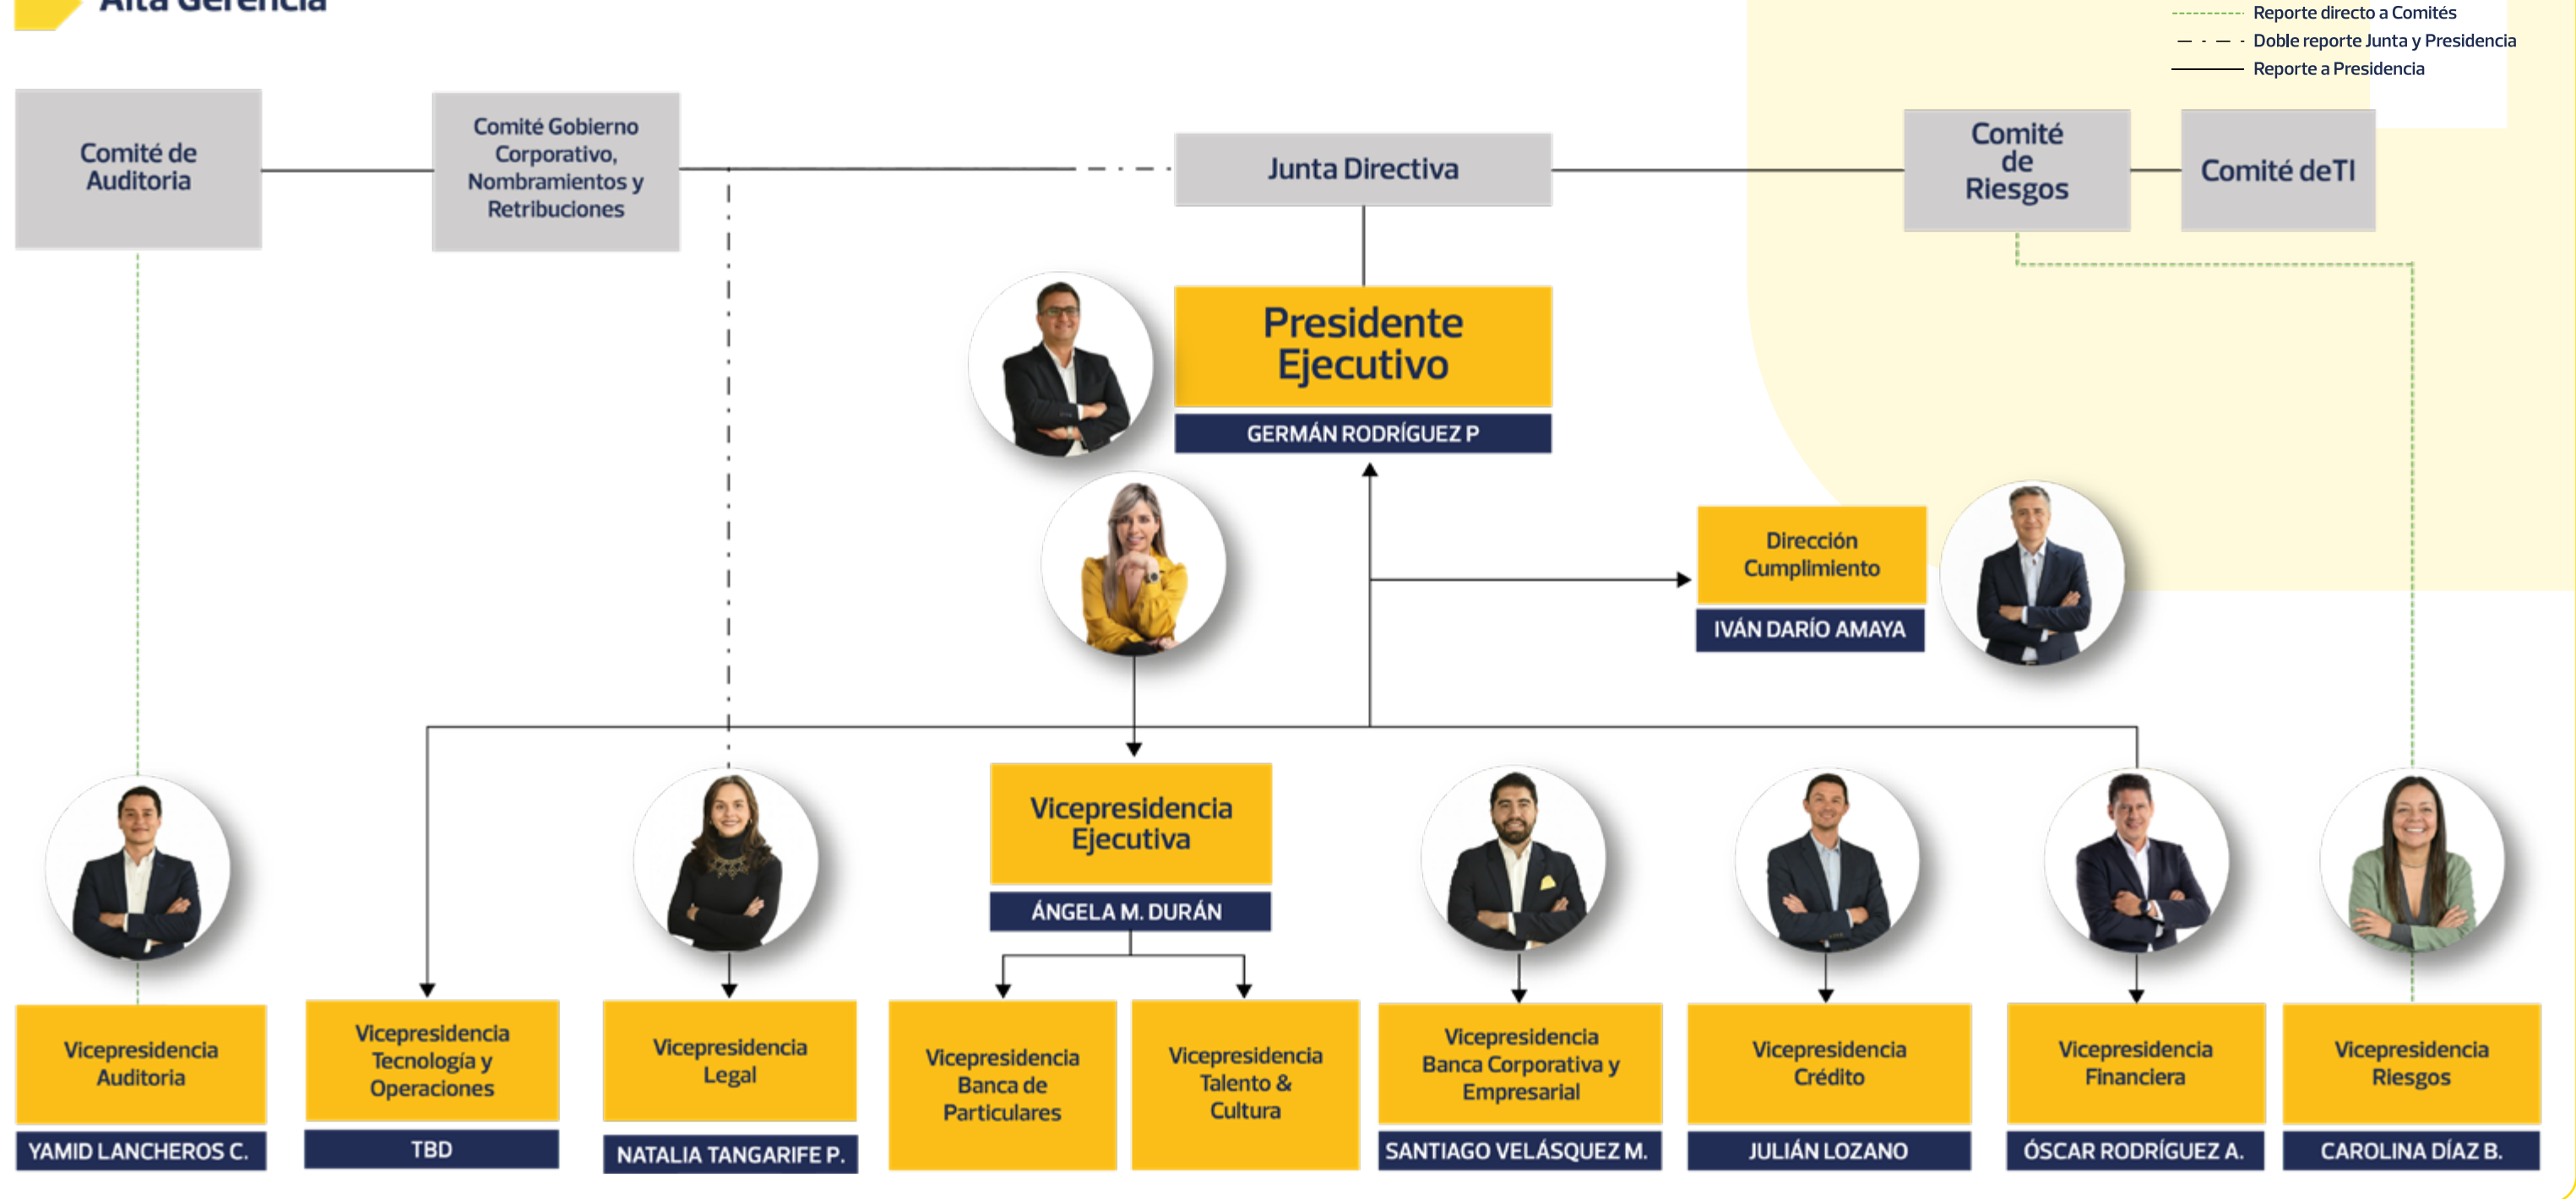 Alta Gerencia
Reporte directo a Comités
Doble reporte Junta y Presidencia
Reporte a Presidencia
Comité de
Auditoria
Comité Gobierno
Corporativo,
Nombramientos y
Retribuciones
Junta Directiva
Comité
de
Riesgos
Comité deTI
Presidente
Ejecutivo
GERMÁN RODRÍGUEZ P
Dirección
Cumplimiento
IVÁN DARÍO AMAYA
Vicepresidencia
Ejecutiva
ÁNGELA M. DURÁN
Vicepresidencia
Auditoria
YAMID LANCHEROS C.
Vicepresidencia
Tecnología y
Operaciones
TBD
Vicepresidencia
Legal
NATALIA TANGARIFE P.
Vicepresidencia
Banca de
Particulares
Vicepresidencia
Talento &
Cultura
Vicepresidencia
Banca Corporativa y
Empresarial
SANTIAGO VELÁSQUEZ M.
Vicepresidencia
Crédito
JULIÁN LOZANO
Vicepresidencia
Financiera
ÓSCAR RODRÍGUEZ A.
Vicepresidencia
Riesgos
CAROLINA DÍAZ B.